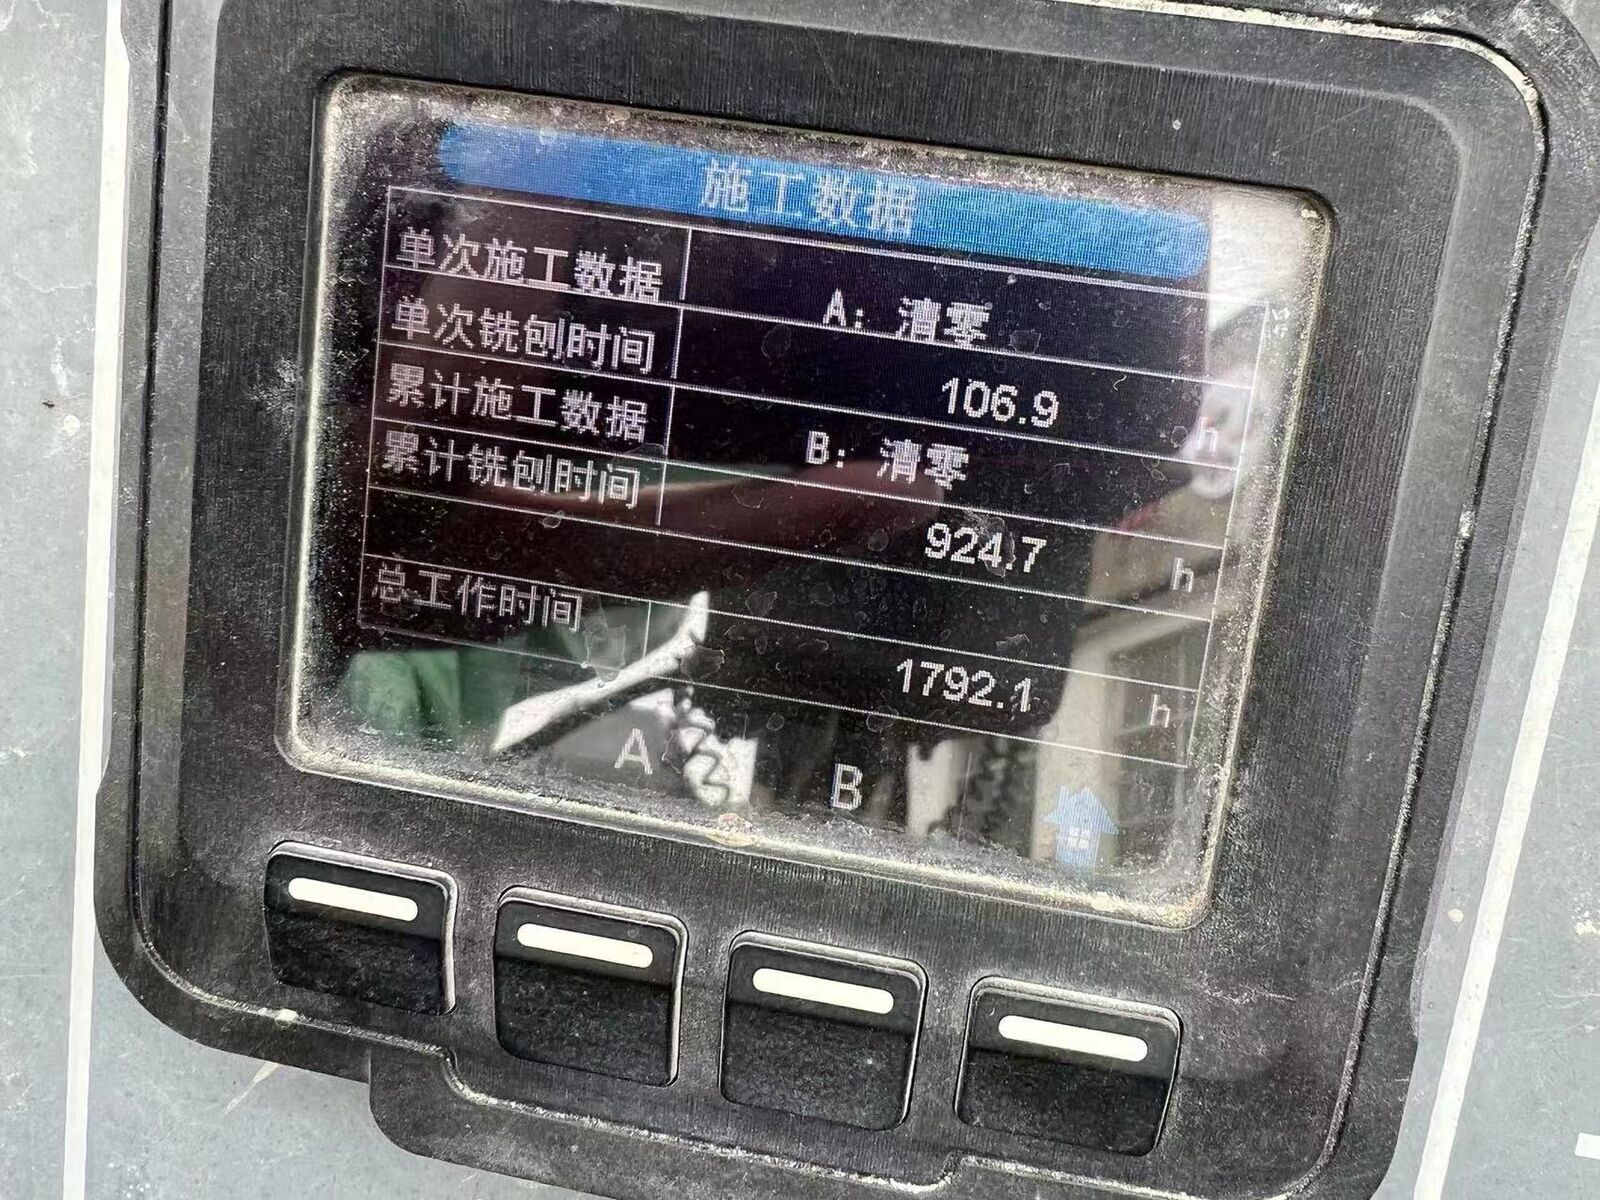 施工数据
单次施工数据 A: 清零
单次铣刨时间 106.9 h
累计施工数据 B: 清零
累计铣刨时间 924.7 h
总工作时间 1792.1 h
A B